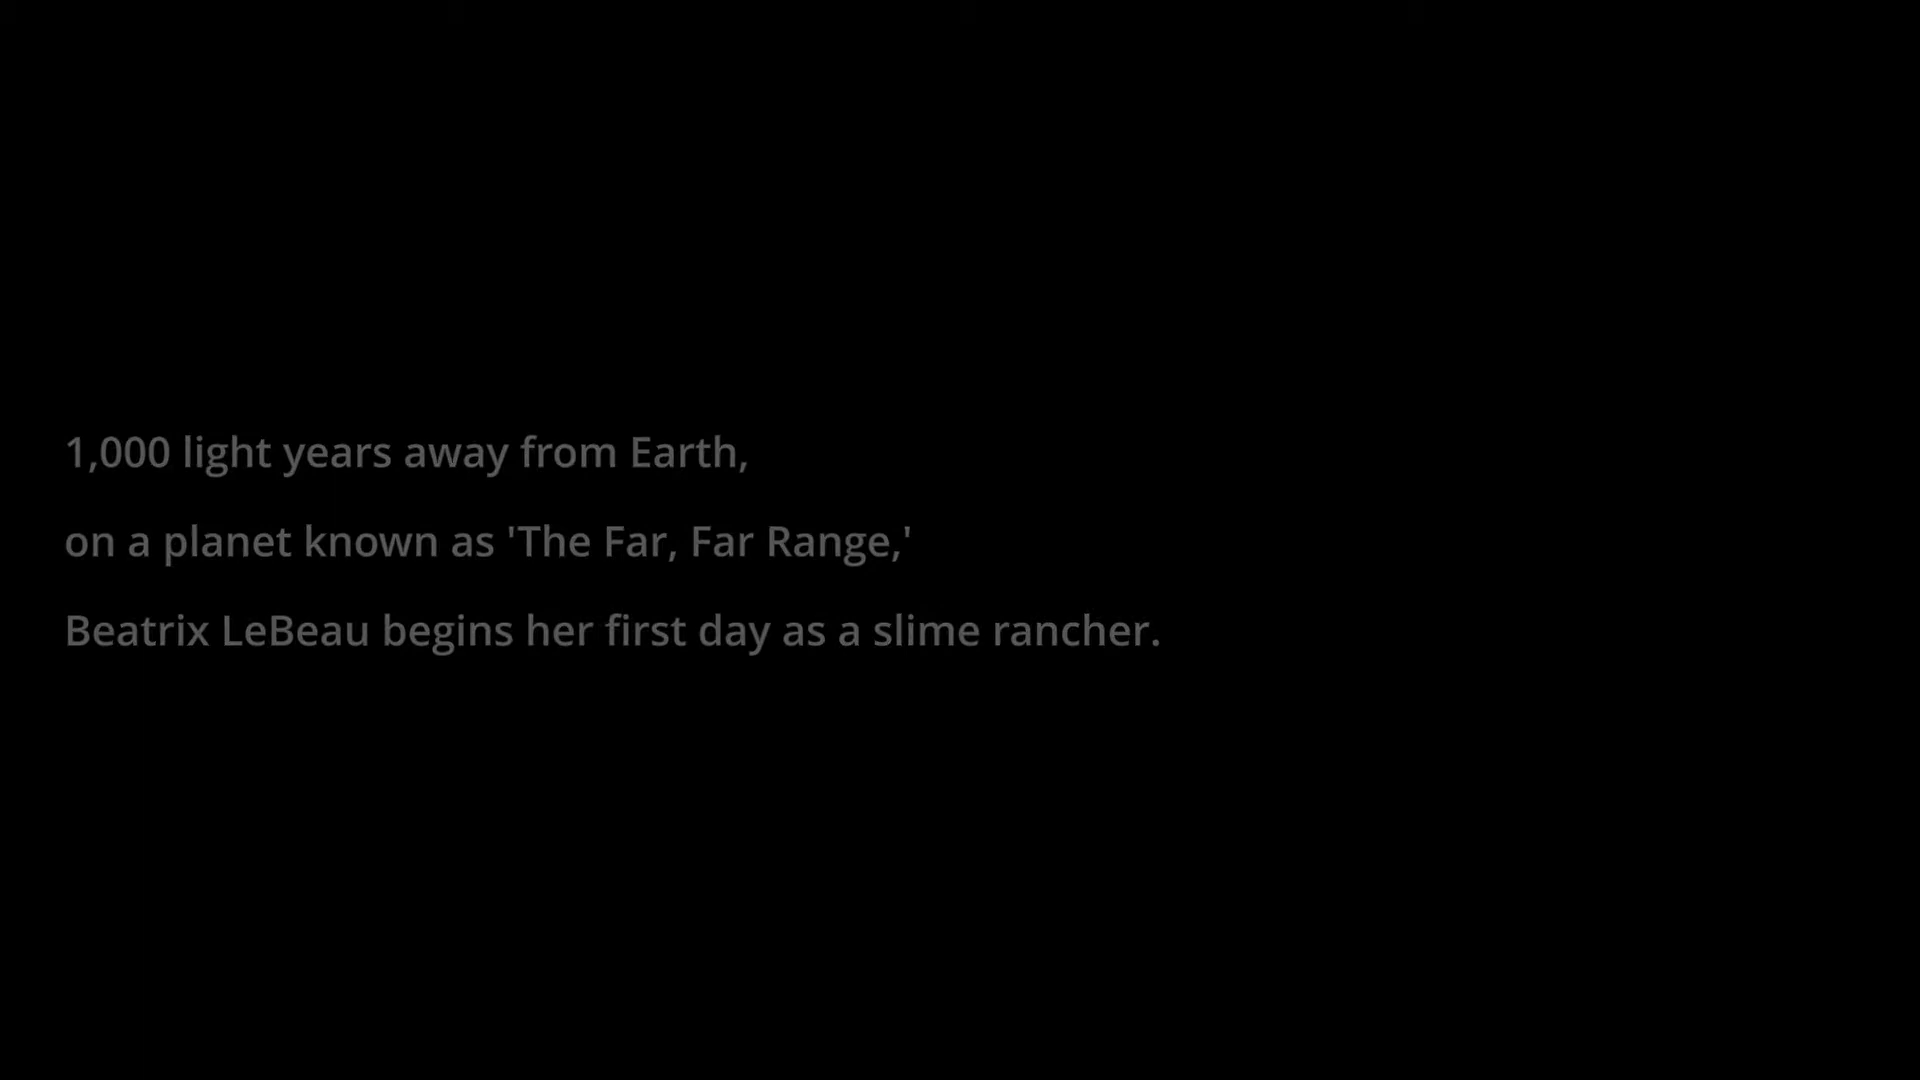 1,000 light years away from Earth,
on a planet known as 'The Far, Far Range,'
Beatrix LeBeau begins her first day as a slime rancher.